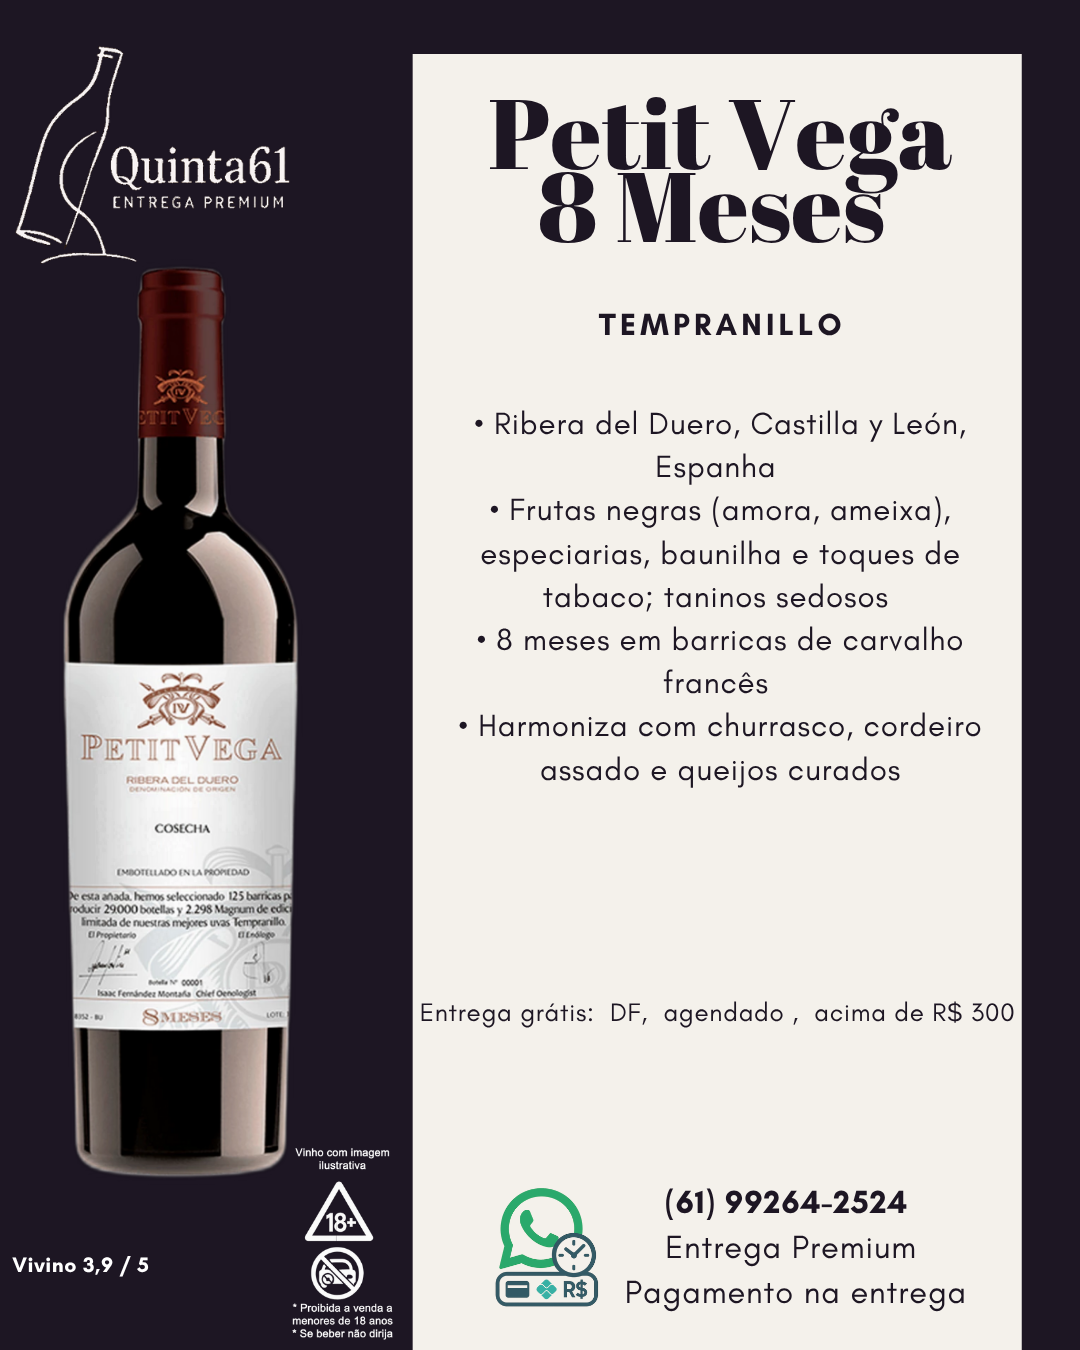 Quinta61
ENTREGA PREMIUM
Petit Vega
8 Meses
TEMPRANILLO
• Ribera del Duero, Castilla y León,
Espanha
• Frutas negras (amora, ameixa),
especiarias, baunilha e toques de
tabaco; taninos sedosos
• 8 meses em barricas de carvalho
francês
• Harmoniza com churrasco, cordeiro
assado e queijos curados
Entrega grátis: DF, agendado , acima de R$ 300
(61) 99264-2524
Entrega Premium
Pagamento na entrega
R$
IV
ETITVEG
IV
PETIT VEGA
RIBERA DEL DUERO
DENOMINACIÓN DE ORIGEN
COSECHA
EMBOTELLADO EN LA PROPIEDAD
De esta añada, hemos seleccionado 125 barricas pa
roducir 29.000 botellas y 2.298 Magnum de edici
limitada de nuestras mejores uvas Tempranillo.
El Propietario El Enólogo
Botella Nº 00001
Isaac Fernández Montaña Chief Oenologist
8352 - BU 8 MESES LOTE:
Vinho com imagem
ilustrativa
18+
* Proibida a venda a
menores de 18 anos
* Se beber não dirija
Vivino 3,9 / 5